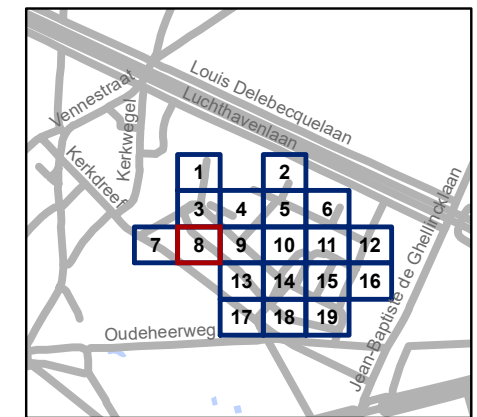 Louis Delebecquelaan
Luchthavenlaan
Vennestraat
Kerkwegel
Kerkdreef
1 2
3 4 5 6
7 8 9 10 11 12
13 14 15 16
17 18 19
Oudeheerweg
Jean-Baptiste de Ghellincklaan